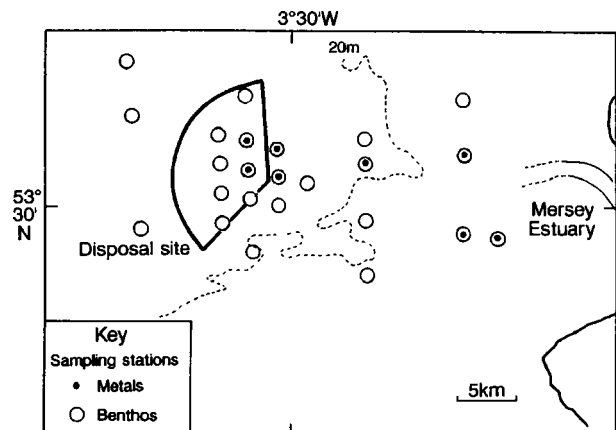 3°30'W
20m
53°
30'
N
Mersey
Estuary
Disposal site
Key
Sampling stations
Metals
Benthos
5km